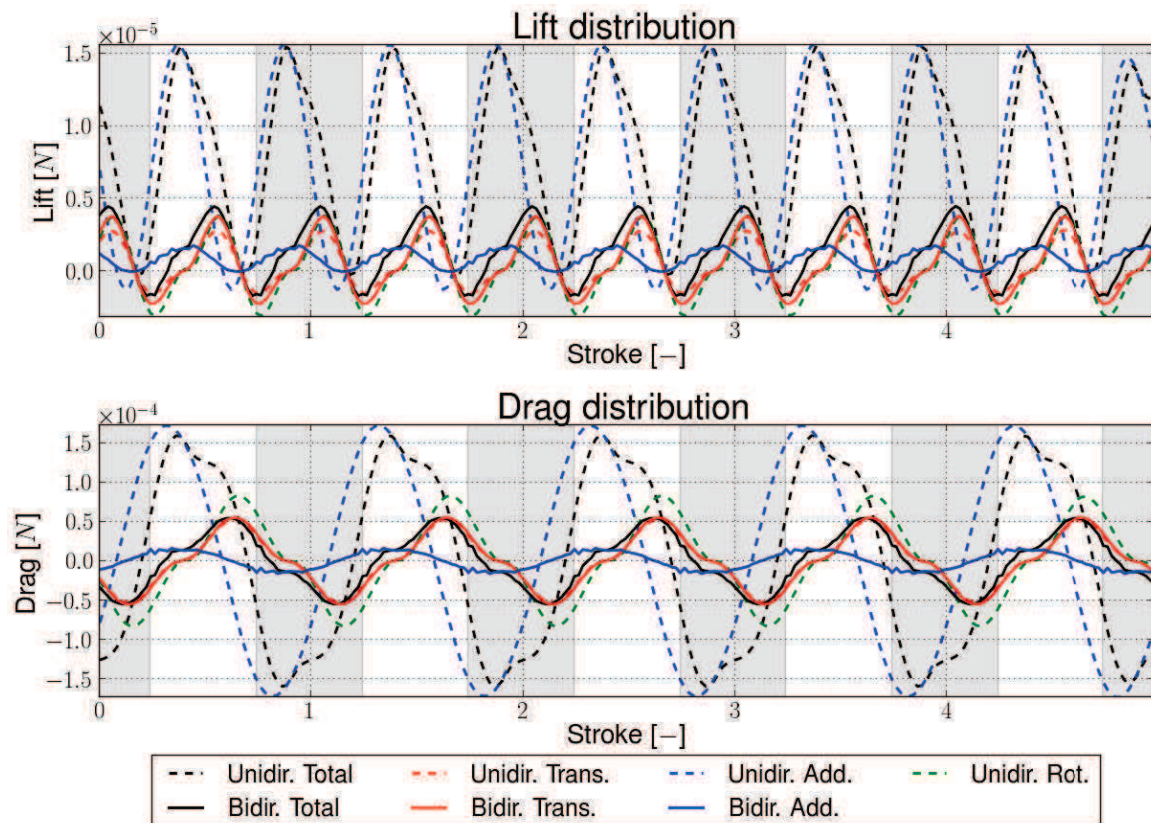 Lift distribution
×10⁻⁵
1.5
1.0
0.5
0.0
Lift [N]
0 1 2 3 4
Stroke [−]
Drag distribution
×10⁻⁴
1.5
1.0
0.5
0.0
−0.5
−1.0
−1.5
Drag [N]
0 1 2 3 4
Stroke [−]
Unidir. Total Unidir. Trans. Unidir. Add. Unidir. Rot.
Bidir. Total Bidir. Trans. Bidir. Add.